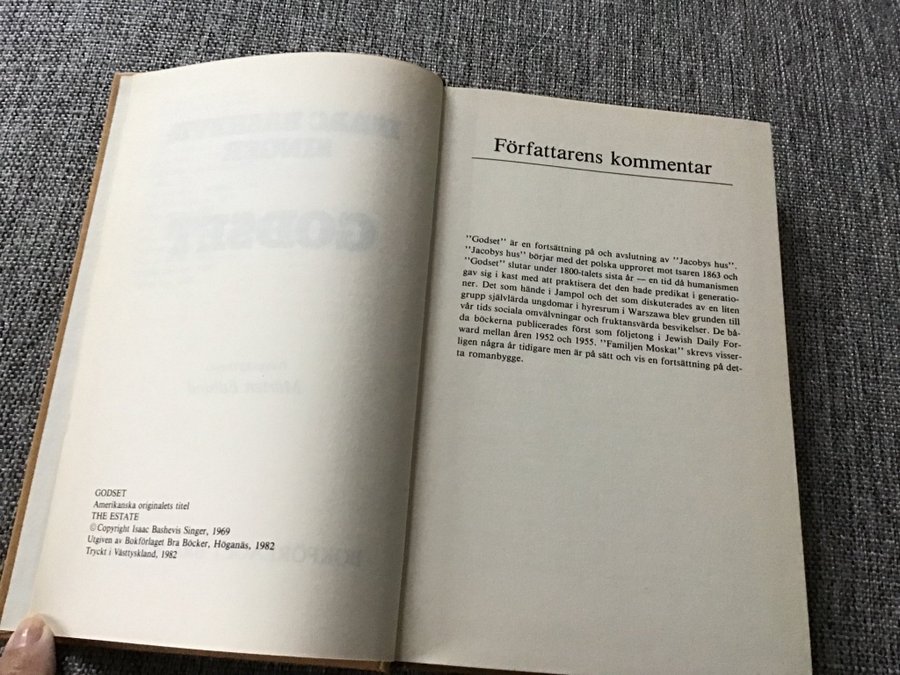 GODSET
Amerikanska originalets titel
THE ESTATE
© Copyright Isaac Bashevis Singer, 1969
Utgiven av Bokförlaget Bra Böcker, Höganäs, 1982
Tryckt i Västtyskland, 1982
Författarens kommentar
"Godset" är en fortsättning på och avslutning av "Jacobys hus".
"Jacobys hus" börjar med det polska upproret mot tsaren 1863 och
"Godset" slutar under 1800-talets sista år — en tid då humanismen
gav sig i kast med att praktisera det den hade predikat i generatio-
ner. Det som hände i Jampol och det som diskuterades av en liten
grupp självlärda ungdomar i hyresrum i Warszawa blev grunden till
vår tids sociala omvälvningar och fruktansvärda besvikelser. De bå-
da böckerna publicerades först som följetong i Jewish Daily For-
ward mellan åren 1952 och 1955. "Familjen Moskat" skrevs visser-
ligen några år tidigare men är på sätt och vis en fortsättning på det-
ta romanbygge.